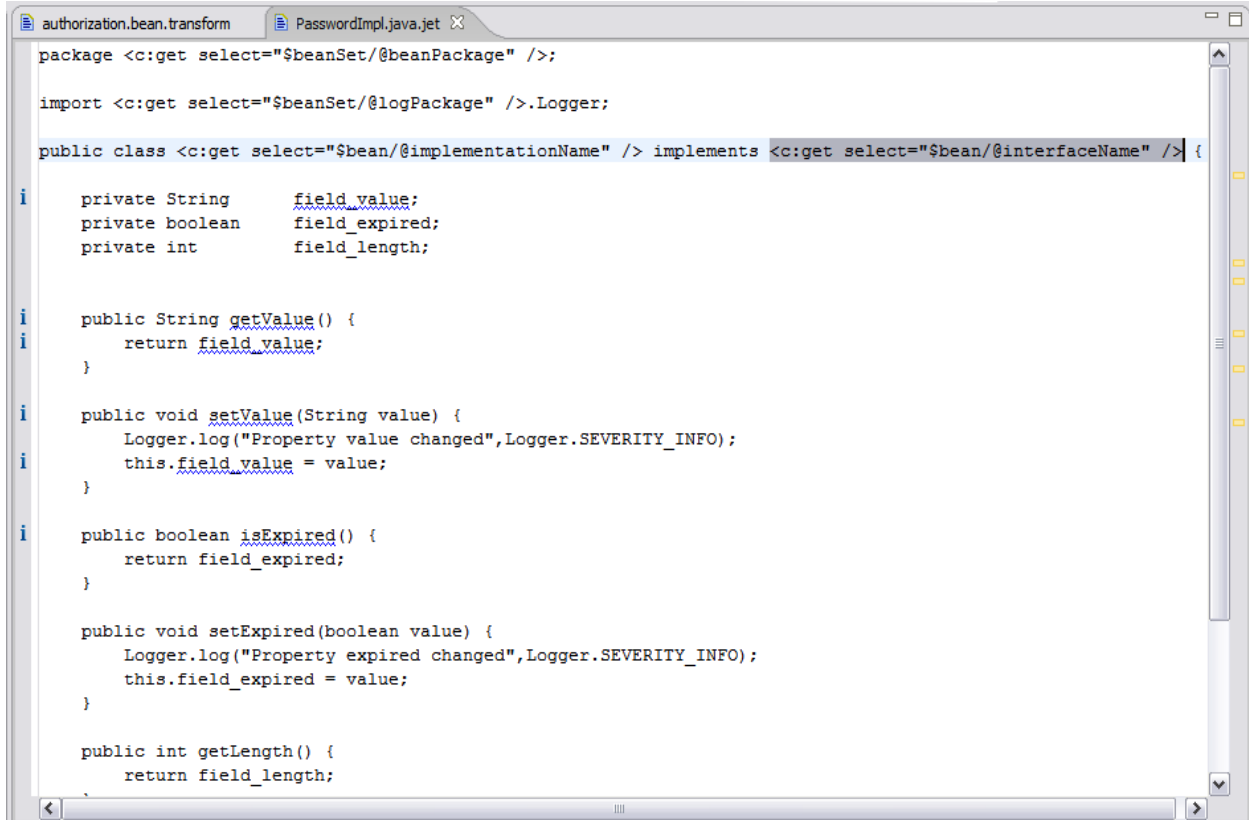 authorization.bean.transform PasswordImpl.java.jet
package <c:get select="$beanSet/@beanPackage" />;
import <c:get select="$beanSet/@logPackage" />.Logger;
public class <c:get select="$bean/@implementationName" /> implements <c:get select="$bean/@interfaceName" /> {
i private String field_value;
private boolean field_expired;
private int field_length;
i public String getValue() {
i return field_value;
}
i public void setValue(String value) {
Logger.log("Property value changed",Logger.SEVERITY_INFO);
i this.field_value = value;
}
i public boolean isExpired() {
return field_expired;
}
public void setExpired(boolean value) {
Logger.log("Property expired changed",Logger.SEVERITY_INFO);
this.field_expired = value;
}
public int getLength() {
return field_length;